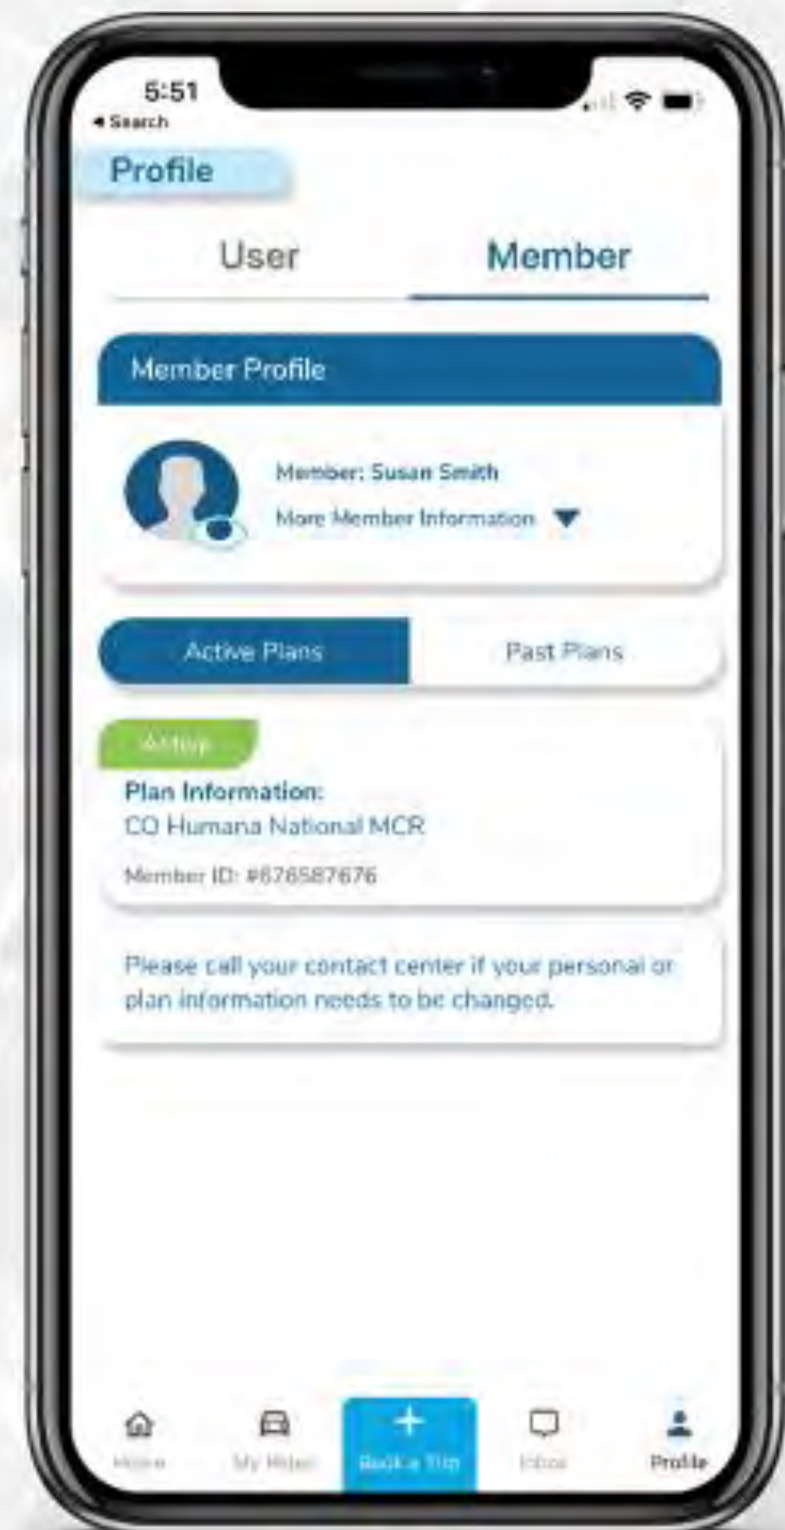 5:51
◂ Search
Profile
User Member
Member Profile
Member: Susan Smith
More Member Information
Active Plans Past Plans
Active
Plan Information:
CO Humana National MCR
Member ID: #676587676
Please call your contact center if your personal or
plan information needs to be changed.
Home My Rides Book a Trip Inbox Profile